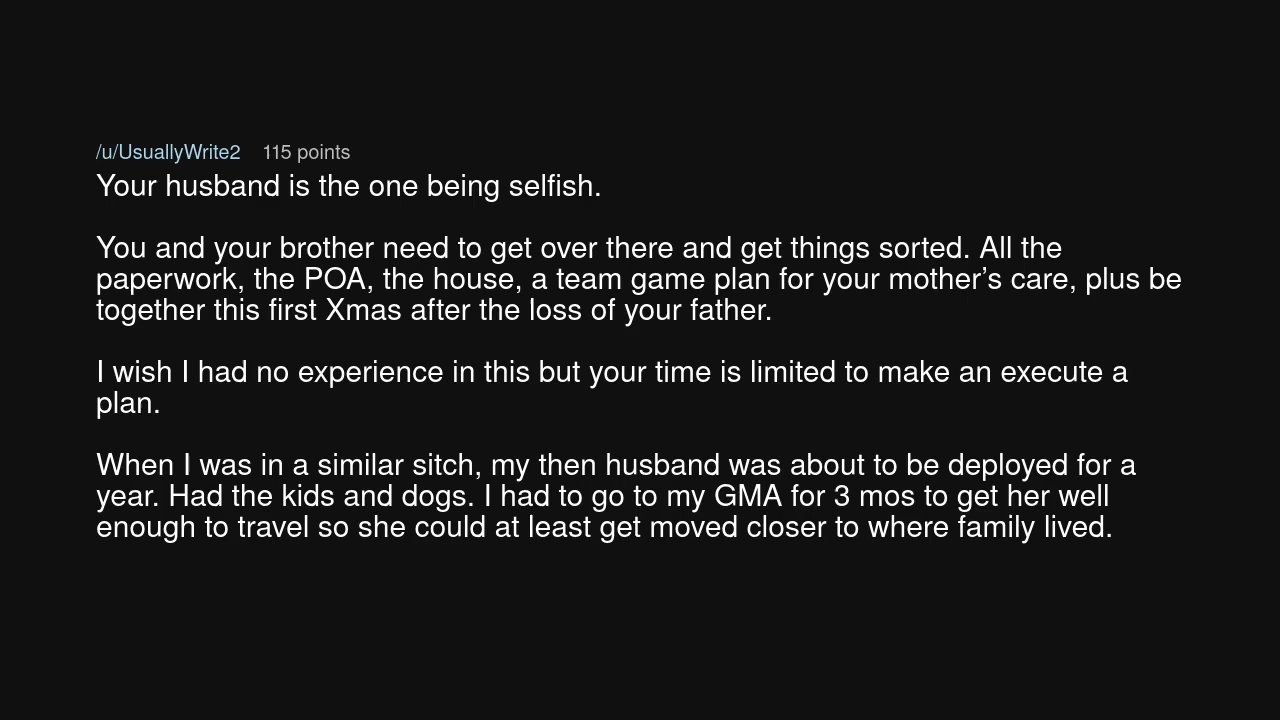 /u/UsuallyWrite2 115 points
Your husband is the one being selfish.
You and your brother need to get over there and get things sorted. All the
paperwork, the POA, the house, a team game plan for your mother’s care, plus be
together this first Xmas after the loss of your father.
I wish I had no experience in this but your time is limited to make an execute a
plan.
When I was in a similar sitch, my then husband was about to be deployed for a
year. Had the kids and dogs. I had to go to my GMA for 3 mos to get her well
enough to travel so she could at least get moved closer to where family lived.